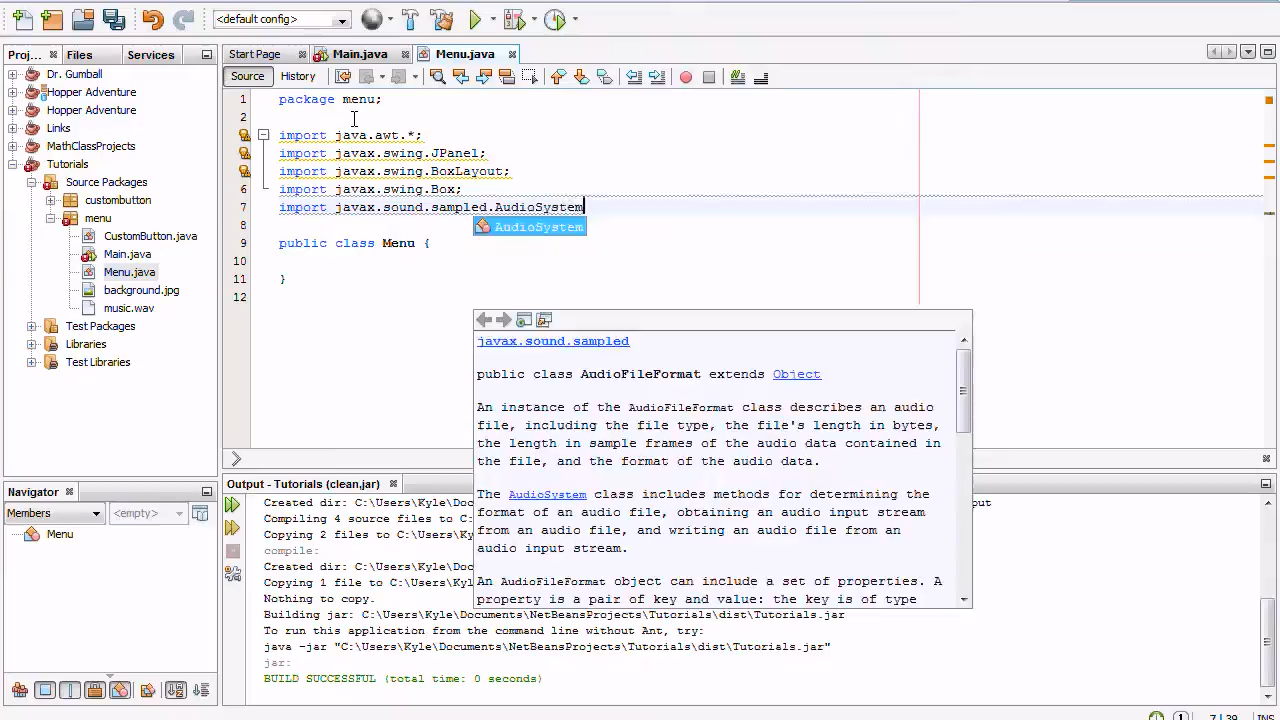 <default config>
Proj... Files Services
Start Page Main.java Menu.java
Source History
Dr. Gumball
Hopper Adventure
Hopper Adventure
Links
MathClassProjects
Tutorials
Source Packages
custombutton
menu
CustomButton.java
Main.java
Menu.java
background.jpg
music.wav
Test Packages
Libraries
Test Libraries
1 package menu;
2
import java.awt.*;
import javax.swing.JPanel;
import javax.swing.BoxLayout;
6 import javax.swing.Box;
7 import javax.sound.sampled.AudioSystem
AudioSystem
8
9 public class Menu {
10
11 }
12
javax.sound.sampled
public class AudioFileFormat extends Object
An instance of the AudioFileFormat class describes an audio
file, including the file type, the file's length in bytes,
the length in sample frames of the audio data contained in
the file, and the format of the audio data.
The AudioSystem class includes methods for determining the
format of an audio file, obtaining an audio input stream
from an audio file, and writing an audio file from an
audio input stream.
An AudioFileFormat object can include a set of properties. A
property is a pair of key and value: the key is of type
Navigator
Members <empty>
Menu
Output - Tutorials (clean,jar)
Created dir: C:\Users\Kyle\Doc
Compiling 4 source files to C:
Copying 2 files to C:\Users\Ky
compile:
Created dir: C:\Users\Kyle\Doc
Copying 1 file to C:\Users\Kyl
Nothing to copy.
Building jar: C:\Users\Kyle\Documents\NetBeansProjects\Tutorials\dist\Tutorials.jar
To run this application from the command line without Ant, try:
java -jar "C:\Users\Kyle\Documents\NetBeansProjects\Tutorials\dist\Tutorials.jar"
jar:
BUILD SUCCESSFUL (total time: 0 seconds)
7 / 39 INS